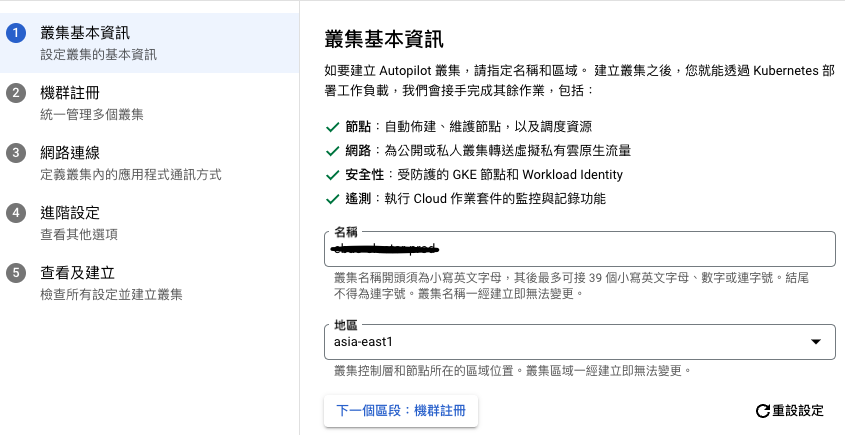 1
叢集基本資訊
設定叢集的基本資訊
2
機群註冊
統一管理多個叢集
3
網路連線
定義叢集內的應用程式通訊方式
4
進階設定
查看其他選項
5
查看及建立
檢查所有設定並建立叢集
叢集基本資訊
如要建立 Autopilot 叢集，請指定名稱和區域。 建立叢集之後，您就能透過 Kubernetes 部
署工作負載，我們會接手完成其餘作業，包括：
節點：自動佈建、維護節點，以及調度資源
網路：為公開或私人叢集轉送虛擬私有雲原生流量
安全性：受防護的 GKE 節點和 Workload Identity
遙測：執行 Cloud 作業套件的監控與記錄功能
名稱
叢集名稱開頭須為小寫英文字母，其後最多可接 39 個小寫英文字母、數字或連字號。結尾
不得為連字號。叢集名稱一經建立即無法變更。
地區
asia-east1
叢集控制層和節點所在的區域位置。叢集區域一經建立即無法變更。
下一個區段：機群註冊
重設設定